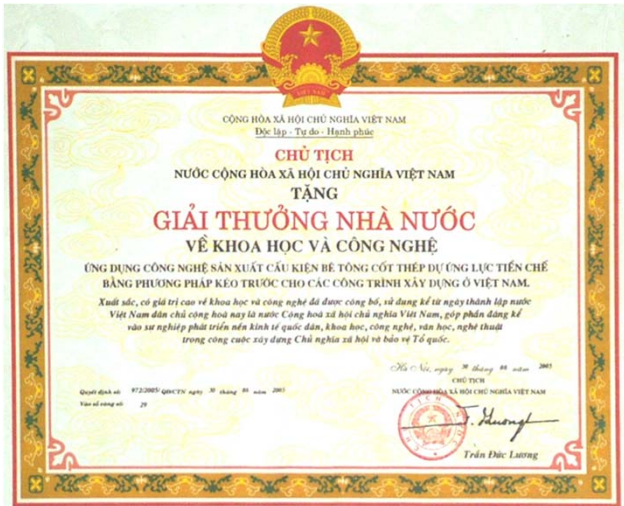 VIỆT NAM
CỘNG HÒA XÃ HỘI CHỦ NGHĨA VIỆT NAM
Độc lập - Tự do - Hạnh phúc
CHỦ TỊCH
NƯỚC CỘNG HÒA XÃ HỘI CHỦ NGHĨA VIỆT NAM
TẶNG
GIẢI THƯỞNG NHÀ NƯỚC
VỀ KHOA HỌC VÀ CÔNG NGHỆ
ỨNG DỤNG CÔNG NGHỆ SẢN XUẤT CẤU KIỆN BÊ TÔNG CỐT THÉP DỰ ỨNG LỰC TIỀN CHẾ
BẰNG PHƯƠNG PHÁP KÉO TRƯỚC CHO CÁC CÔNG TRÌNH XÂY DỰNG Ở VIỆT NAM.
Xuất sắc, có giá trị cao về khoa học và công nghệ đã được công bố, sử dụng kể từ ngày thành lập nước
Việt Nam dân chủ cộng hoà nay là nước Cộng hoà xã hội chủ nghĩa Việt Nam, góp phần đáng kể
vào sự nghiệp phát triển nền kinh tế quốc dân, khoa học, công nghệ, văn học, nghệ thuật
trong công cuộc xây dựng Chủ nghĩa xã hội và bảo vệ Tổ quốc.
Hà Nội, ngày 30 tháng 08 năm 2005
CHỦ TỊCH
NƯỚC CỘNG HÒA XÃ HỘI CHỦ NGHĨA VIỆT NAM
Quyết định số: 972/2005/ QĐ/CTN ngày 30 tháng 08 năm 2005
Vào sổ vàng số: 29
Trần Đức Lương